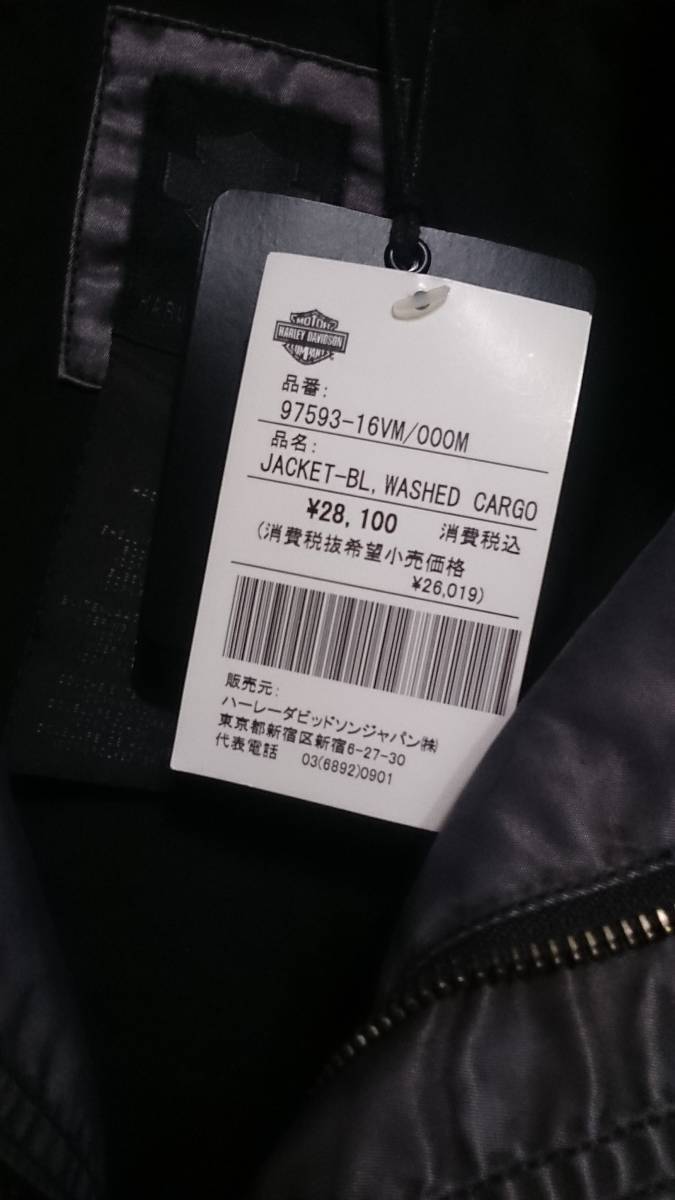 MOTOR
HARLEY-DAVIDSON
COMPANY
品番:
97593-16VM/000M
品名:
JACKET-BL,WASHED CARGO
¥28,100 消費税込
(消費税抜希望小売価格
¥26,019)
販売元:
ハーレーダビッドソンジャパン㈱
東京都新宿区新宿6-27-30
代表電話 03(6892)0901